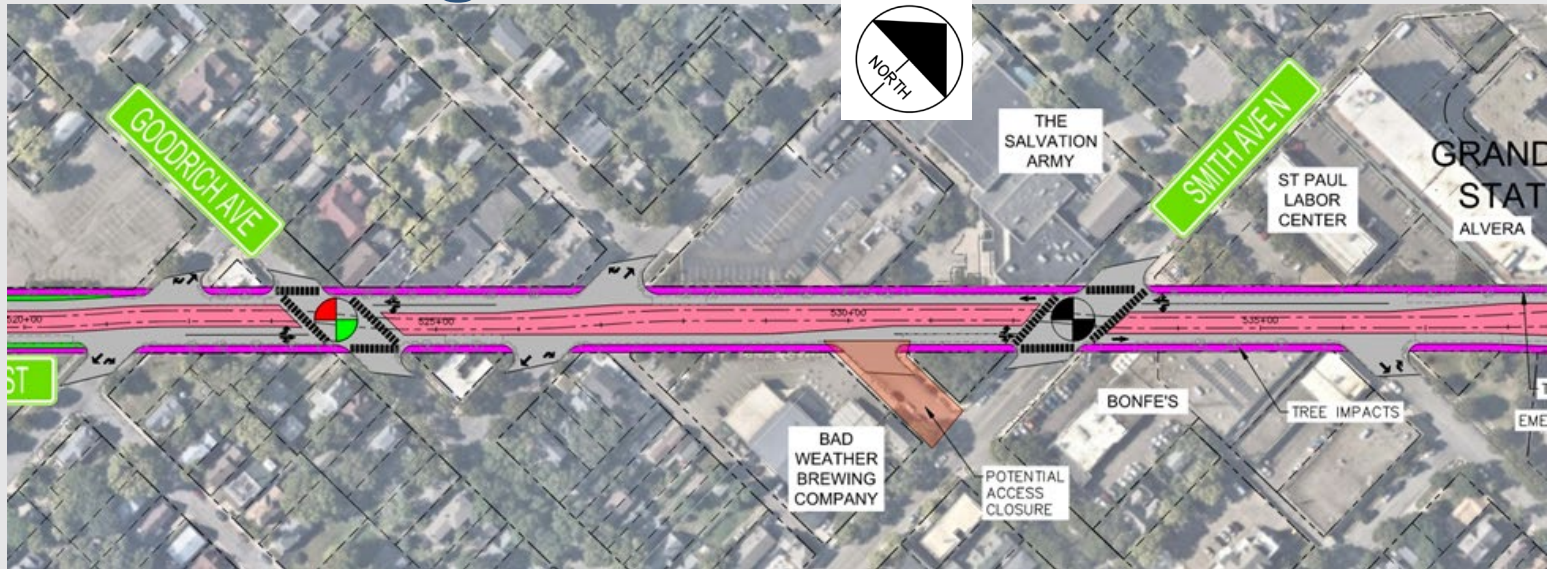 NORTH
GOODRICH AVE
THE
SALVATION
ARMY
SMITH AVE N
ST PAUL
LABOR
CENTER
GRAND
STAT
ALVERA
520+00
525+00
530+00
535+00
ST
BONFE'S
TREE IMPACTS
T
EME
BAD
WEATHER
BREWING
COMPANY
POTENTIAL
ACCESS
CLOSURE